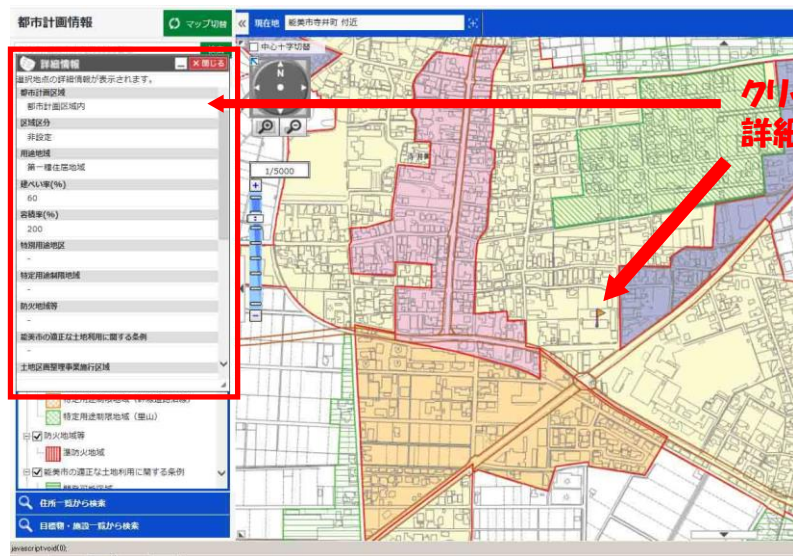 都市計画情報
マップ切替
現在地 能美市寺井町 付近
中心十字切替
N
1/5000
詳細情報
閉じる
選択地点の詳細情報が表示されます。
都市計画区域
都市計画区域内
区域区分
非設定
用途地域
第一種住居地域
建ぺい率(%)
60
容積率(%)
200
特別用途地区
-
特定用途制限地域
-
防火地域等
-
能美市の適正な土地利用に関する条例
-
土地区画整理事業施行区域
特定用途制限地域（里山）
防火地域等
準防火地域
能美市の適正な土地利用に関する条例
住所一覧から検索
目標物・施設一覧から検索
javascript:void(0);
クリ
詳細